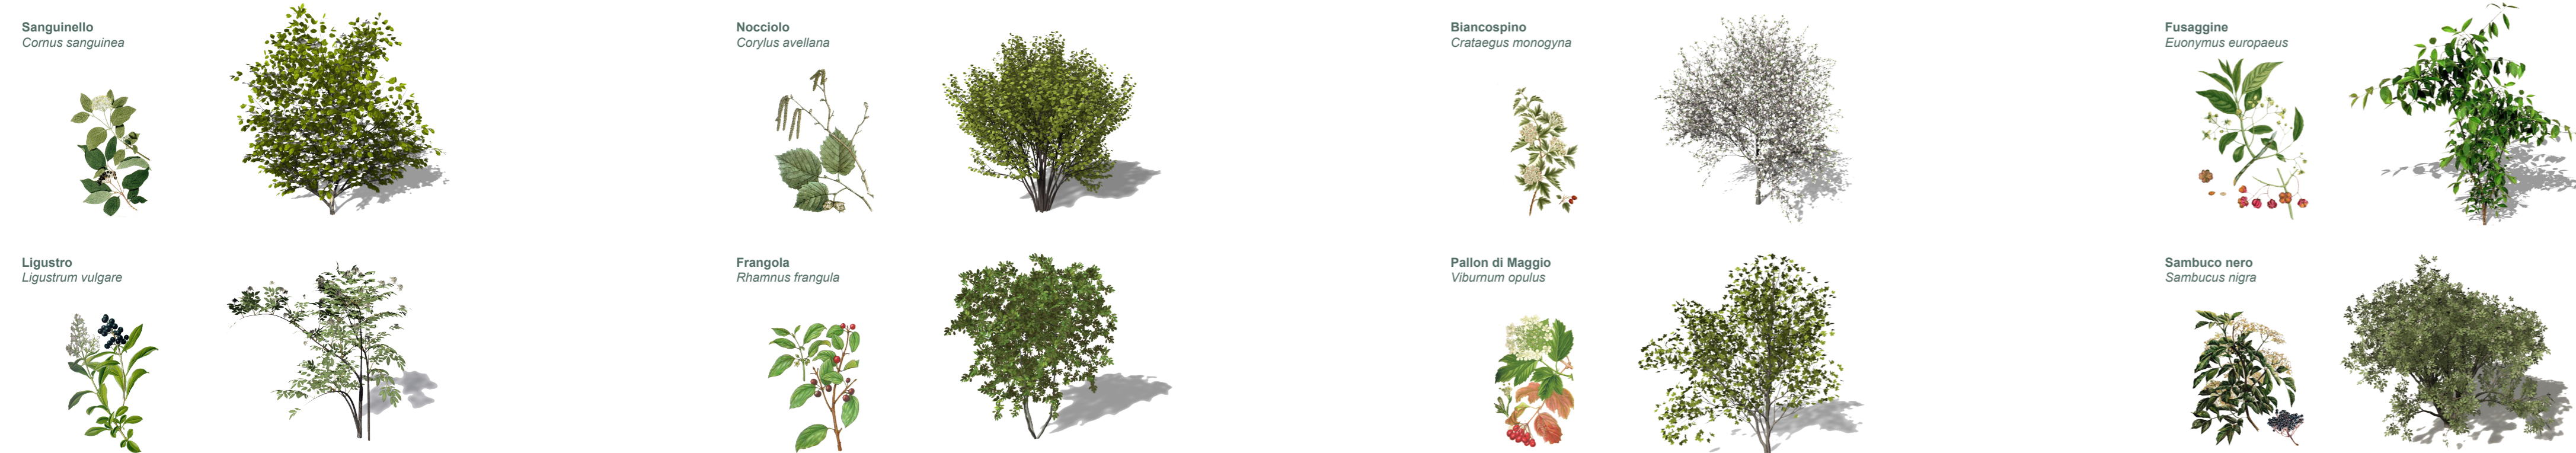 Sanguinello
Cornus sanguinea
Nocciolo
Corylus avellana
Biancospino
Crataegus monogyna
Fusaggine
Euonymus europaeus
Ligustro
Ligustrum vulgare
Frangola
Rhamnus frangula
Pallon di Maggio
Viburnum opulus
Sambuco nero
Sambucus nigra